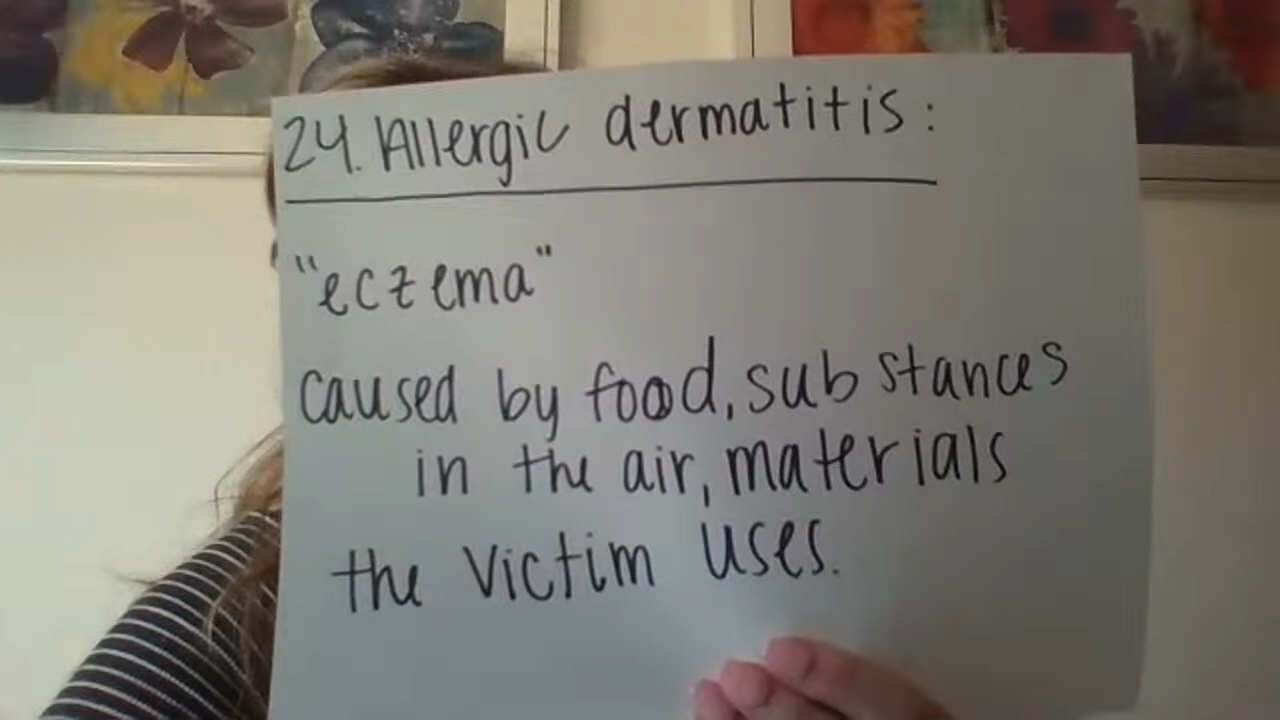 24. Allergic dermatitis:
"eczema"
caused by food, substances
in the air, materials
the victim uses.